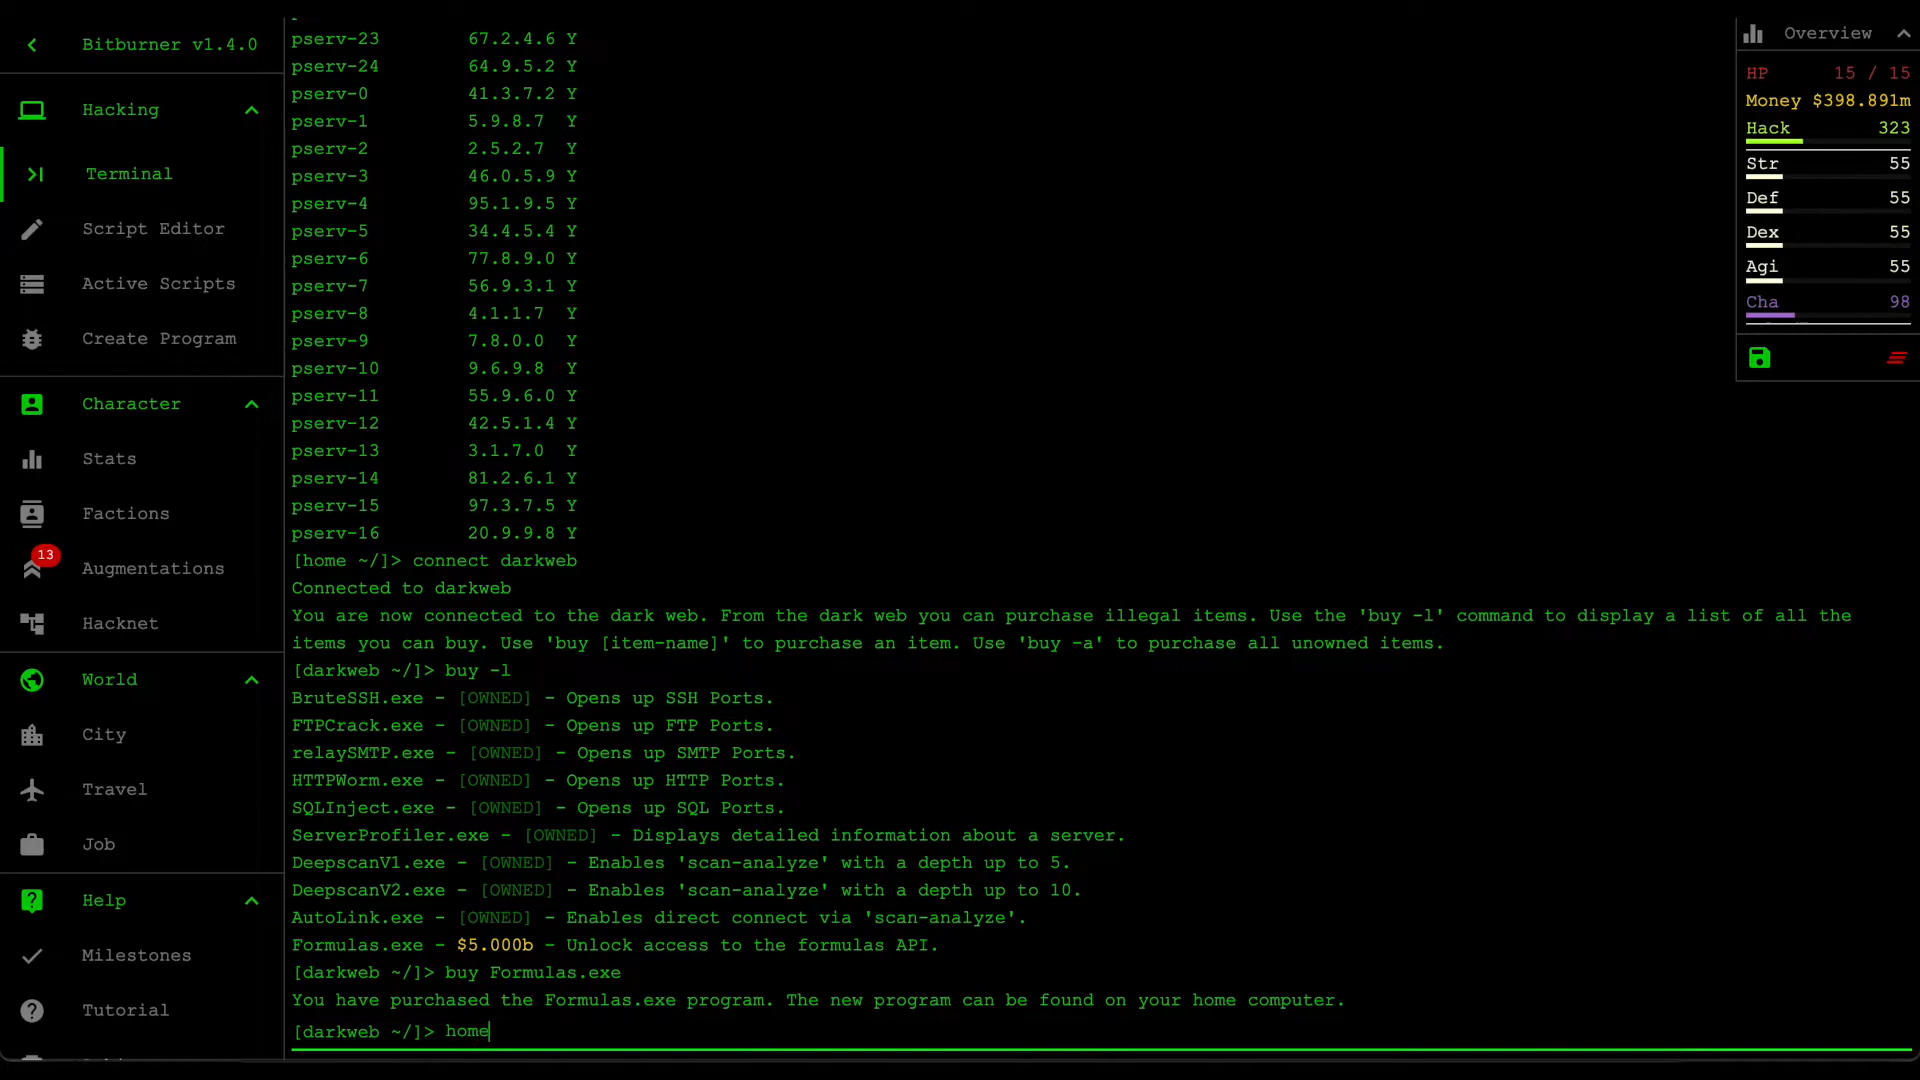 Bitburner v1.4.0
Hacking
Terminal
Script Editor
Active Scripts
Create Program
Character
Stats
Factions
13
Augmentations
Hacknet
World
City
Travel
Job
Help
Milestones
Tutorial
pserv-23 67.2.4.6 Y
pserv-24 64.9.5.2 Y
pserv-0 41.3.7.2 Y
pserv-1 5.9.8.7 Y
pserv-2 2.5.2.7 Y
pserv-3 46.0.5.9 Y
pserv-4 95.1.9.5 Y
pserv-5 34.4.5.4 Y
pserv-6 77.8.9.0 Y
pserv-7 56.9.3.1 Y
pserv-8 4.1.1.7 Y
pserv-9 7.8.0.0 Y
pserv-10 9.6.9.8 Y
pserv-11 55.9.6.0 Y
pserv-12 42.5.1.4 Y
pserv-13 3.1.7.0 Y
pserv-14 81.2.6.1 Y
pserv-15 97.3.7.5 Y
pserv-16 20.9.9.8 Y
[home ~/]> connect darkweb
Connected to darkweb
You are now connected to the dark web. From the dark web you can purchase illegal items. Use the 'buy -l' command to display a list of all the
items you can buy. Use 'buy [item-name]' to purchase an item. Use 'buy -a' to purchase all unowned items.
[darkweb ~/]> buy -l
BruteSSH.exe - [OWNED] - Opens up SSH Ports.
FTPCrack.exe - [OWNED] - Opens up FTP Ports.
relaySMTP.exe - [OWNED] - Opens up SMTP Ports.
HTTPWorm.exe - [OWNED] - Opens up HTTP Ports.
SQLInject.exe - [OWNED] - Opens up SQL Ports.
ServerProfiler.exe - [OWNED] - Displays detailed information about a server.
DeepscanV1.exe - [OWNED] - Enables 'scan-analyze' with a depth up to 5.
DeepscanV2.exe - [OWNED] - Enables 'scan-analyze' with a depth up to 10.
AutoLink.exe - [OWNED] - Enables direct connect via 'scan-analyze'.
Formulas.exe - $5.000b - Unlock access to the formulas API.
[darkweb ~/]> buy Formulas.exe
You have purchased the Formulas.exe program. The new program can be found on your home computer.
[darkweb ~/]> home
Overview
HP 15 / 15
Money $398.891m
Hack 323
Str 55
Def 55
Dex 55
Agi 55
Cha 98